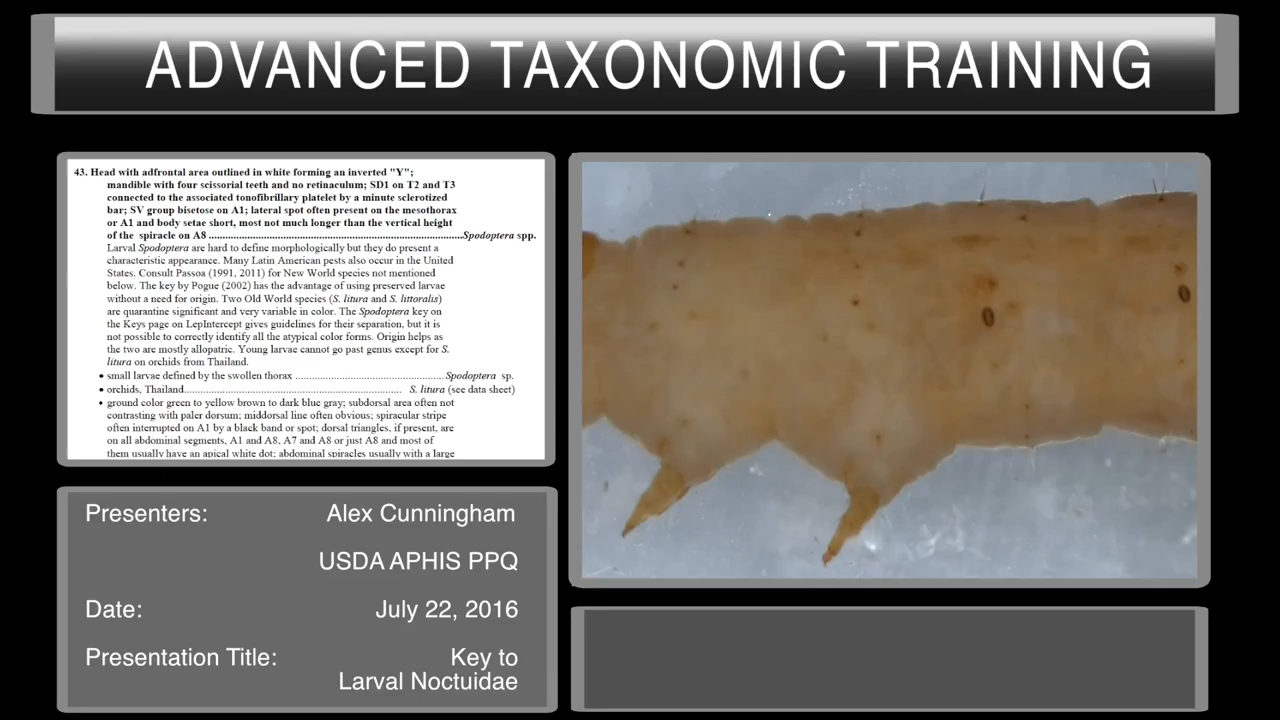 ADVANCED TAXONOMIC TRAINING
43. Head with adfrontal area outlined in white forming an inverted "Y";
mandible with four scissorial teeth and no retinaculum; SD1 on T2 and T3
connected to the associated tonofibrillary platelet by a minute sclerotized
bar; SV group bisetose on A1; lateral spot often present on the mesothorax
or A1 and body setae short, most not much longer than the vertical height
of the spiracle on A8 ....................................................................................Spodoptera spp.
Larval Spodoptera are hard to define morphologically but they do present a
characteristic appearance. Many Latin American pests also occur in the United
States. Consult Passoa (1991, 2011) for New World species not mentioned
below. The key by Pogue (2002) has the advantage of using preserved larvae
without a need for origin. Two Old World species (S. litura and S. littoralis)
are quarantine significant and very variable in color. The Spodoptera key on
the Keys page on LepIntercept gives guidelines for their separation, but it is
not possible to correctly identify all the atypical color forms. Origin helps as
the two are mostly allopatric. Young larvae cannot go past genus except for S.
litura on orchids from Thailand.
• small larvae defined by the swollen thorax ..................................................Spodoptera sp.
• orchids, Thailand........................................................................ S. litura (see data sheet)
• ground color green to yellow brown to dark blue gray; subdorsal area often not
contrasting with paler dorsum; middorsal line often obvious; spiracular stripe
often interrupted on A1 by a black band or spot; dorsal triangles, if present, are
on all abdominal segments, A1 and A8, A7 and A8 or just A8 and most of
them usually have an apical white dot; abdominal spiracles usually with a large
Presenters: Alex Cunningham
USDA APHIS PPQ
Date: July 22, 2016
Presentation Title: Key to
Larval Noctuidae